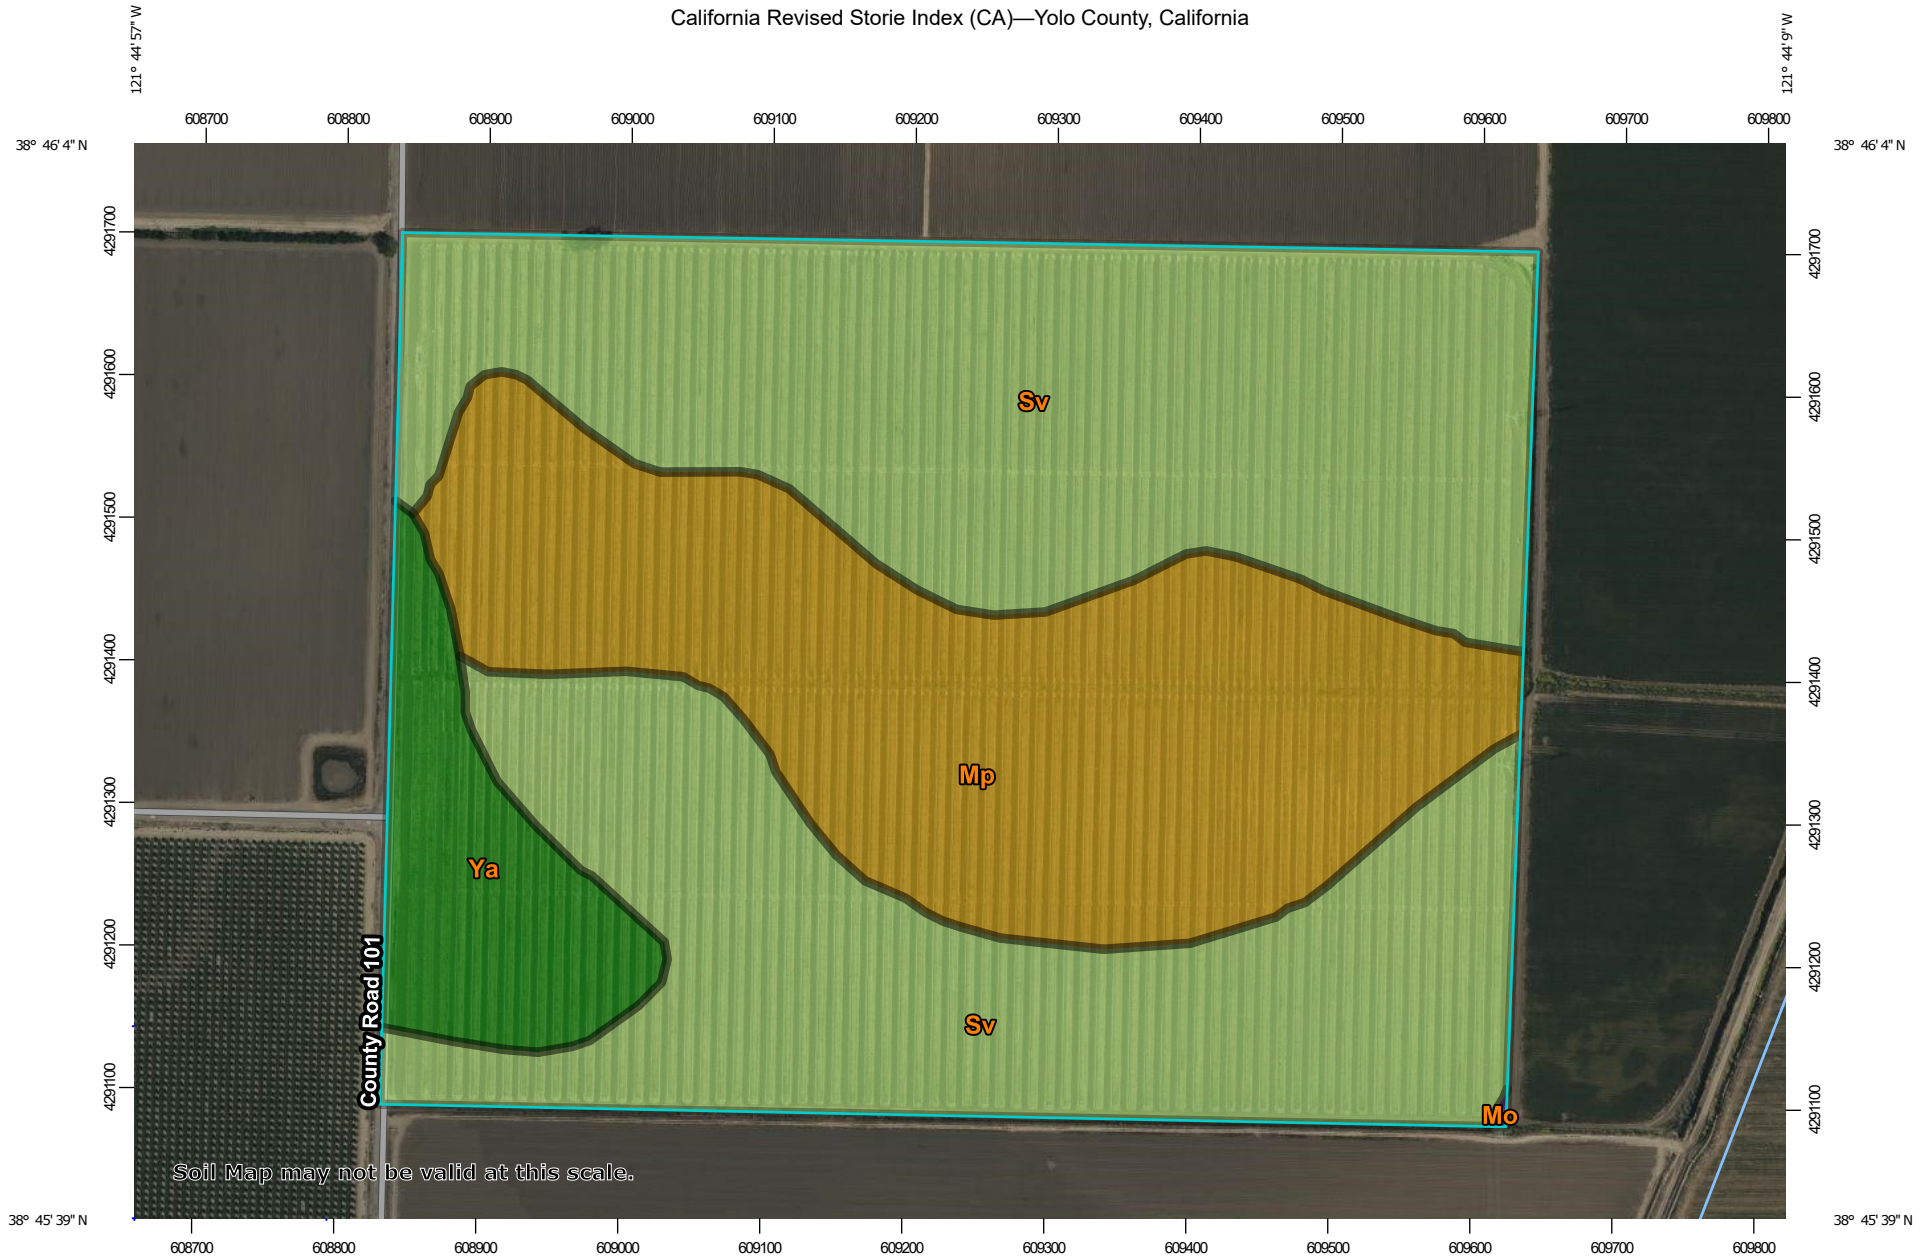 California Revised Storie Index (CA)—Yolo County, California
121° 44' 57'' W
121° 44' 9'' W
608700 608800 608900 609000 609100 609200 609300 609400 609500 609600 609700 609800
38° 46' 4'' N
38° 46' 4'' N
4291700
4291700
4291600
4291600
Sv
4291500
4291500
4291400
4291400
Mp
4291300
4291300
Ya
4291200
4291200
County Road 101
Sv
4291100
4291100
Mo
Soil Map may not be valid at this scale.
38° 45' 39'' N
38° 45' 39'' N
608700 608800 608900 609000 609100 609200 609300 609400 609500 609600 609700 609800